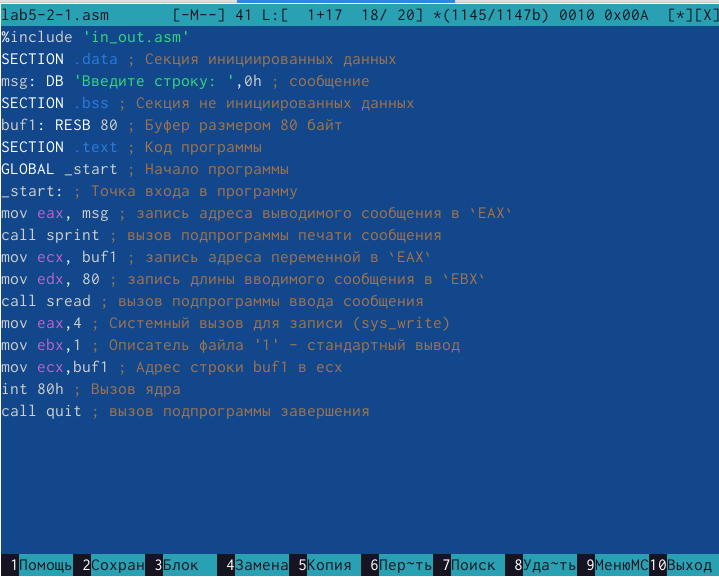 lab5-2-1.asm [-M--] 41 L:[ 1+17 18/ 20] *(1145/1147b) 0010 0x00A [*][X]
%include 'in_out.asm'
SECTION .data ; Секция инициированных данных
msg: DB 'Введите строку: ',0h ; сообщение
SECTION .bss ; Секция не инициированных данных
buf1: RESB 80 ; Буфер размером 80 байт
SECTION .text ; Код программы
GLOBAL _start ; Начало программы
_start: ; Точка входа в программу
mov eax, msg ; запись адреса выводимого сообщения в `EAX`
call sprint ; вызов подпрограммы печати сообщения
mov ecx, buf1 ; запись адреса переменной в `EAX`
mov edx, 80 ; запись длины вводимого сообщения в `EBX`
call sread ; вызов подпрограммы ввода сообщения
mov eax,4 ; Системный вызов для записи (sys_write)
mov ebx,1 ; Описатель файла '1' - стандартный вывод
mov ecx,buf1 ; Адрес строки buf1 в ecx
int 80h ; Вызов ядра
call quit ; вызов подпрограммы завершения
1Помощь 2Сохран 3Блок 4Замена 5Копия 6Пер~ть 7Поиск 8Уда~ть 9МенюMC 10Выход